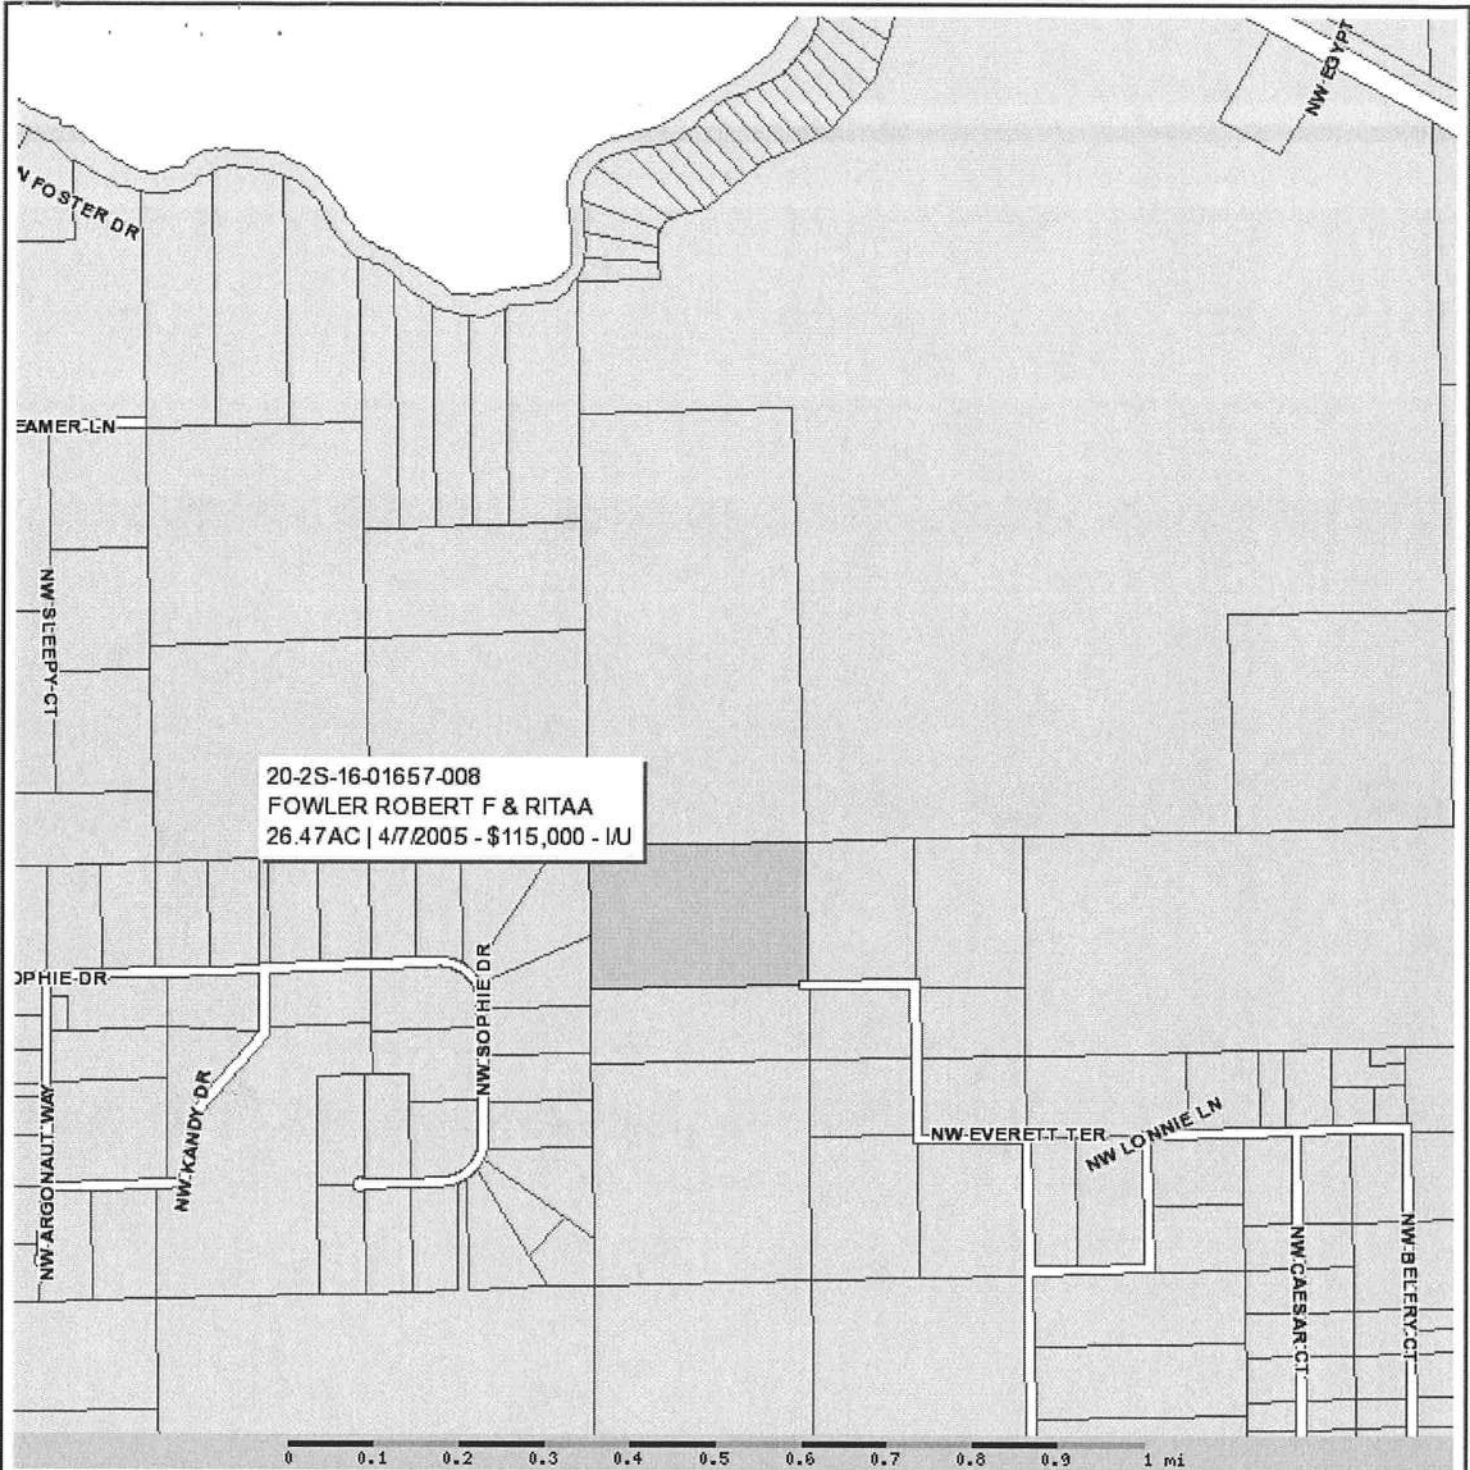 NW EGYPT
N FOSTER DR
EAMER LN
NW SLEEPY CT
20-2S-16-01657-008
FOWLER ROBERT F & RITAA
26.47AC | 4/7/2005 - $115,000 - I/U
OPHIE DR
NW SOPHIE DR
NW ARGONAUT WAY
NW KANDY DR
NW EVERETT TER
NW LONNIE LN
NW CAESAR CT
NW BELFRY CT
0 0.1 0.2 0.3 0.4 0.5 0.6 0.7 0.8 0.9 1 mi